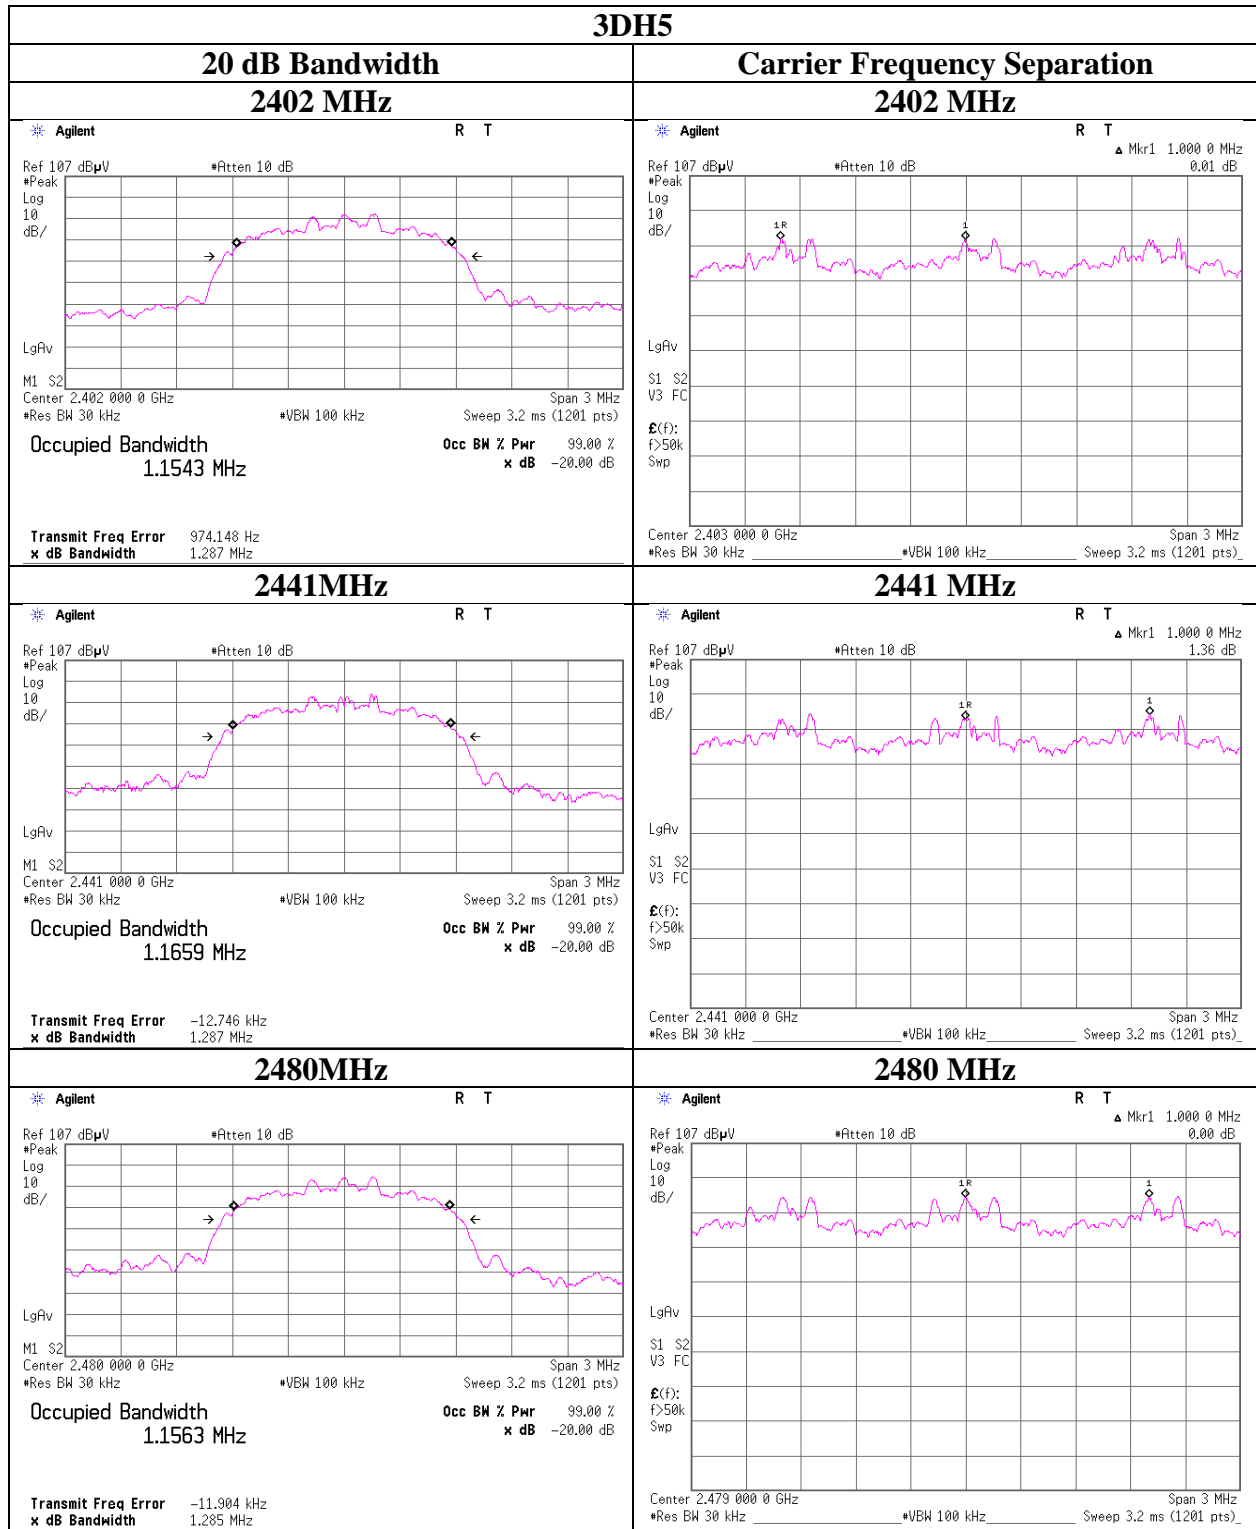 3DH5
20 dB Bandwidth
Carrier Frequency Separation
2402 MHz
2402 MHz
Agilent
R T
Ref 107 dBµV
#Atten 10 dB
#Peak
Log
10
dB/
LgAv
M1 S2
Center 2.402 000 0 GHz
Span 3 MHz
#Res BW 30 kHz
#VBW 100 kHz
Sweep 3.2 ms (1201 pts)
Occupied Bandwidth
1.1543 MHz
Occ BW % Pwr 99.00 %
x dB -20.00 dB
Transmit Freq Error 974.148 Hz
x dB Bandwidth 1.287 MHz
Agilent
R T
Δ Mkr1 1.000 0 MHz
Ref 107 dBµV
#Atten 10 dB
0.01 dB
#Peak
Log
10
dB/
1R
1
LgAv
S1 S2
V3 FC
£(f):
f>50k
Swp
Center 2.403 000 0 GHz
Span 3 MHz
#Res BW 30 kHz
#VBW 100 kHz
Sweep 3.2 ms (1201 pts)
2441MHz
2441 MHz
Agilent
R T
Ref 107 dBµV
#Atten 10 dB
#Peak
Log
10
dB/
LgAv
M1 S2
Center 2.441 000 0 GHz
Span 3 MHz
#Res BW 30 kHz
#VBW 100 kHz
Sweep 3.2 ms (1201 pts)
Occupied Bandwidth
1.1659 MHz
Occ BW % Pwr 99.00 %
x dB -20.00 dB
Transmit Freq Error -12.746 kHz
x dB Bandwidth 1.287 MHz
Agilent
R T
Δ Mkr1 1.000 0 MHz
Ref 107 dBµV
#Atten 10 dB
1.36 dB
#Peak
Log
10
dB/
1R
1
LgAv
S1 S2
V3 FC
£(f):
f>50k
Swp
Center 2.441 000 0 GHz
Span 3 MHz
#Res BW 30 kHz
#VBW 100 kHz
Sweep 3.2 ms (1201 pts)
2480MHz
2480 MHz
Agilent
R T
Ref 107 dBµV
#Atten 10 dB
#Peak
Log
10
dB/
LgAv
M1 S2
Center 2.480 000 0 GHz
Span 3 MHz
#Res BW 30 kHz
#VBW 100 kHz
Sweep 3.2 ms (1201 pts)
Occupied Bandwidth
1.1563 MHz
Occ BW % Pwr 99.00 %
x dB -20.00 dB
Transmit Freq Error -11.904 kHz
x dB Bandwidth 1.285 MHz
Agilent
R T
Δ Mkr1 1.000 0 MHz
Ref 107 dBµV
#Atten 10 dB
0.00 dB
#Peak
Log
10
dB/
1R
1
LgAv
S1 S2
V3 FC
£(f):
f>50k
Swp
Center 2.479 000 0 GHz
Span 3 MHz
#Res BW 30 kHz
#VBW 100 kHz
Sweep 3.2 ms (1201 pts)